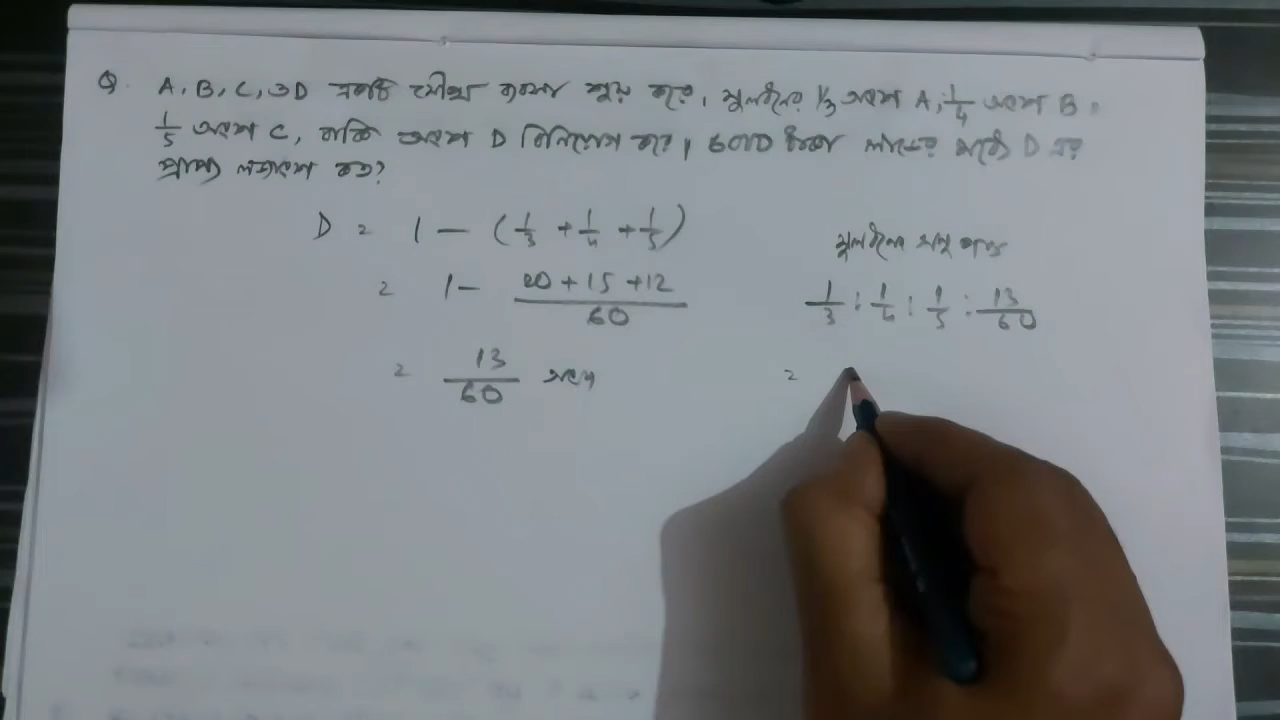 Q. A, B, C, ও D একটি যৌথ ব্যবসা শুরু করে, মূলধনের 1/3 অংশ A, 1/4 অংশ B,
1/5 অংশ C, বাকি অংশ D বিনিয়োগ করে। 6000 টাকা লাভের মধ্যে D এর
প্রাপ্য লভ্যাংশ কত?
D = 1 - (1/3 + 1/4 + 1/5)
= 1 - 20 + 15 + 12 / 60
= 13/60 অংশ
মূলধনের অনুপাত
1/3 : 1/4 : 1/5 : 13/60
=